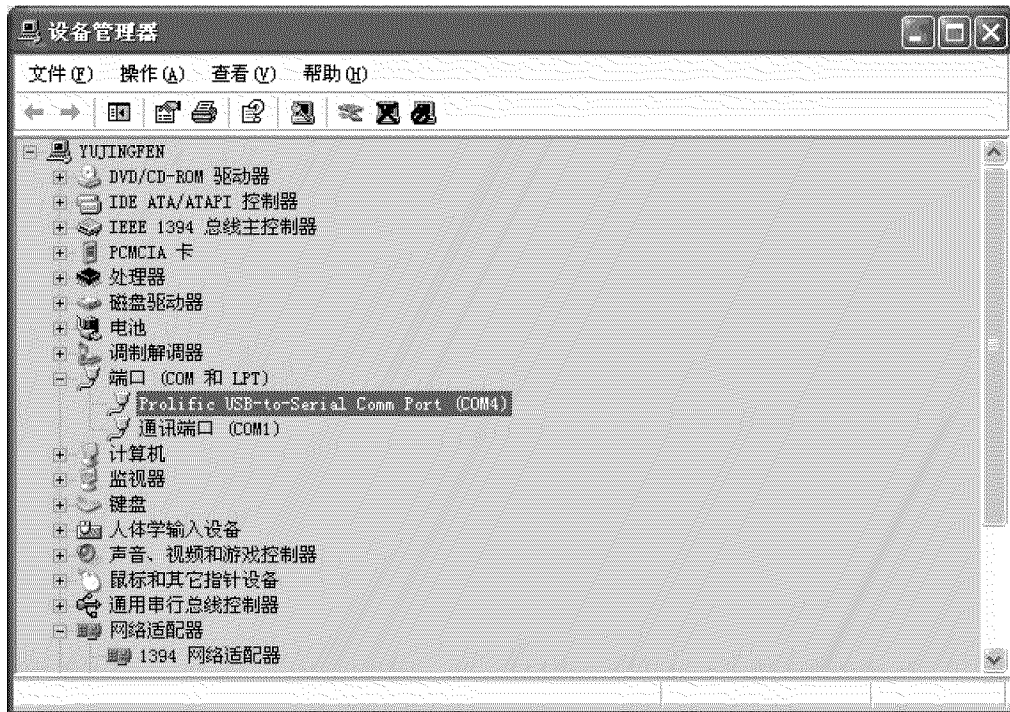 设备管理器
文件(F) 操作(A) 查看(V) 帮助(H)
YUJINGFEN
DVD/CD-ROM 驱动器
IDE ATA/ATAPI 控制器
IEEE 1394 总线主控制器
PCMCIA 卡
处理器
磁盘驱动器
电池
调制解调器
端口 (COM 和 LPT)
Prolific USB-to-Serial Comm Port (COM4)
通讯端口 (COM1)
计算机
监视器
键盘
人体学输入设备
声音、视频和游戏控制器
鼠标和其它指针设备
通用串行总线控制器
网络适配器
1394 网络适配器